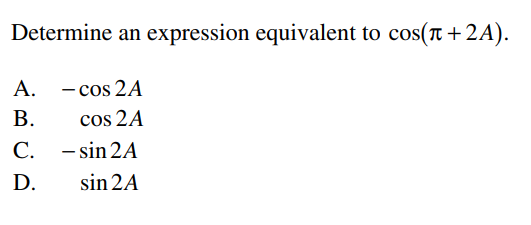 Determine an expression equivalent to cos(π + 2A).
A. − cos 2A
B. cos 2A
C. − sin 2A
D. sin 2A